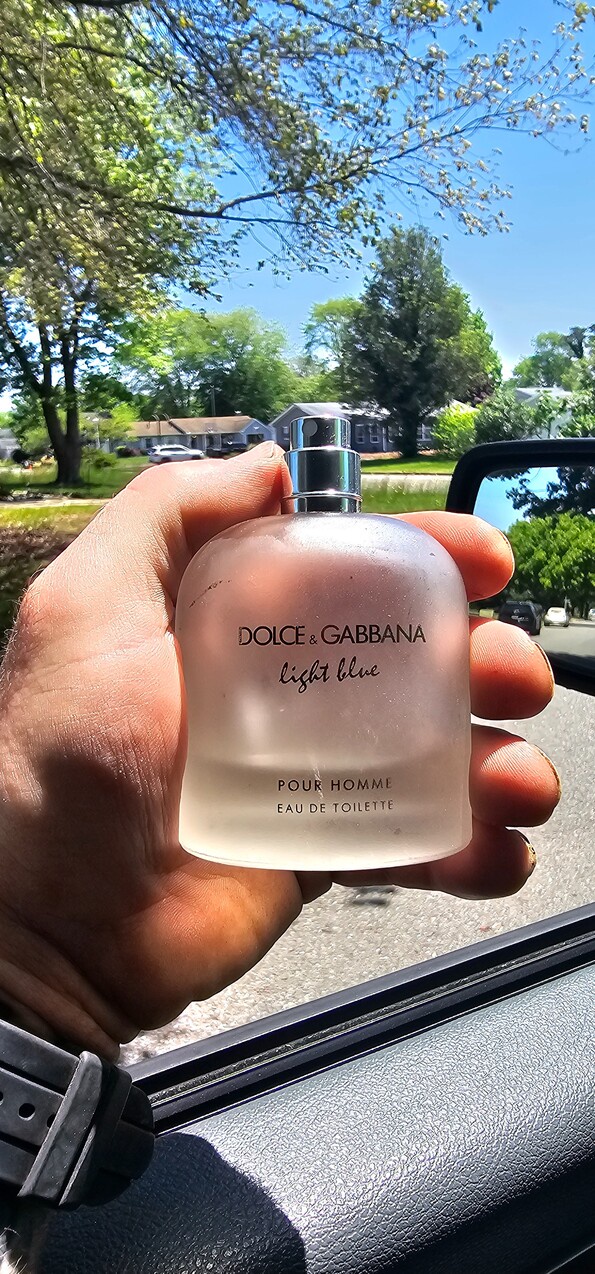 DOLCE & GABBANA
light blue
POUR HOMME
EAU DE TOILETTE